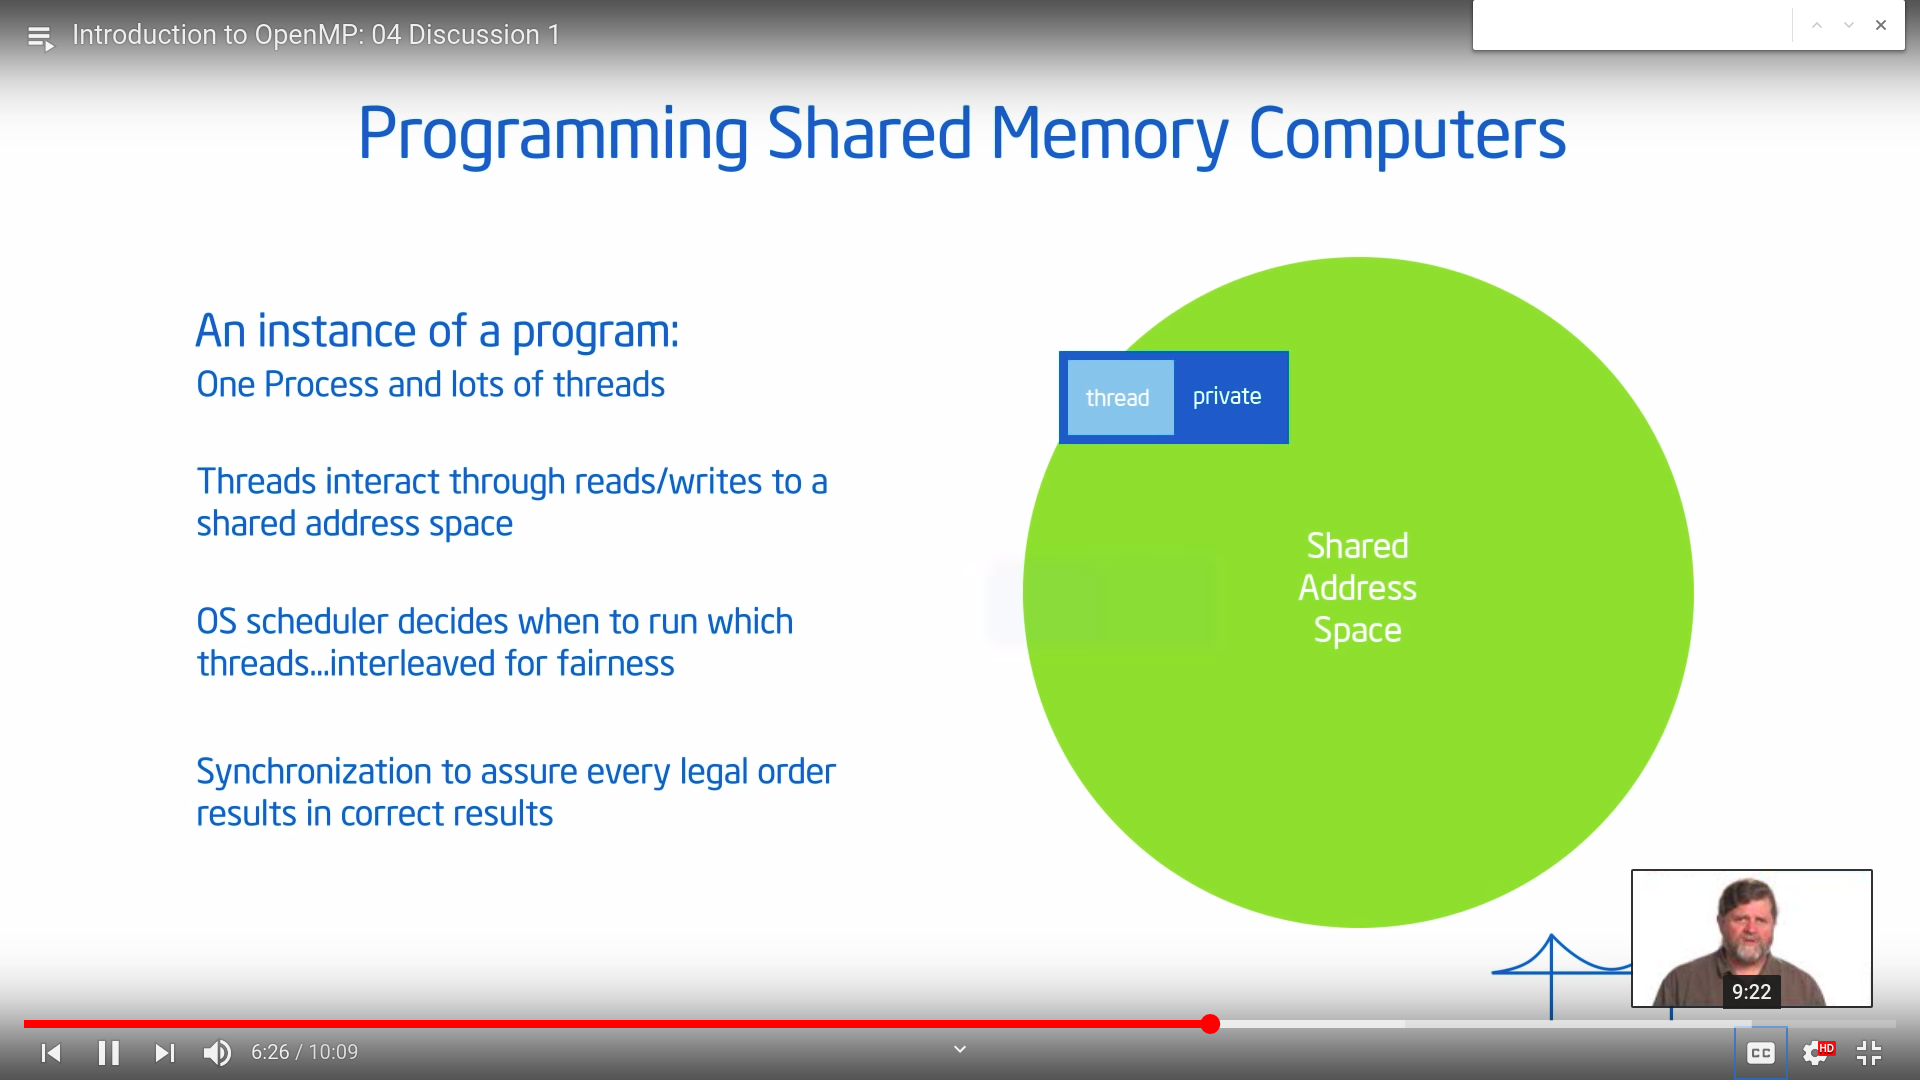 Introduction to OpenMP: 04 Discussion 1
Programming Shared Memory Computers
An instance of a program:
One Process and lots of threads
Threads interact through reads/writes to a
shared address space
OS scheduler decides when to run which
threads...interleaved for fairness
Synchronization to assure every legal order
results in correct results
thread
private
Shared
Address
Space
9:22
6:26 / 10:09
CC
HD